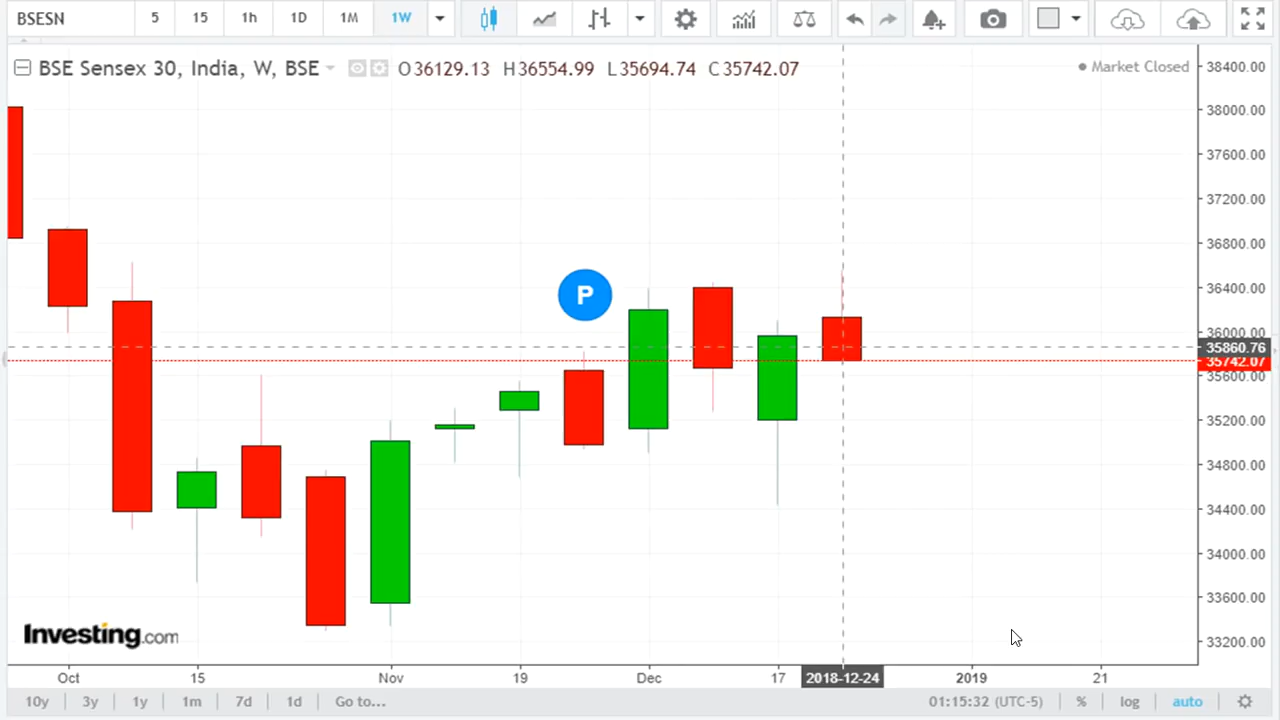 BSESN 5 15 1h 1D 1M 1W
BSE Sensex 30, India, W, BSE O36129.13 H36554.99 L35694.74 C35742.07
Market Closed
38400.00
38000.00
37600.00
37200.00
36800.00
36400.00
36000.00
35860.76
35742.07
35600.00
35200.00
34800.00
34400.00
34000.00
33600.00
33200.00
P
Investing.com
Oct 15 Nov 19 Dec 17 2018-12-24 2019 21
10y 3y 1y 1m 7d 1d Go to... 01:15:32 (UTC-5) % log auto